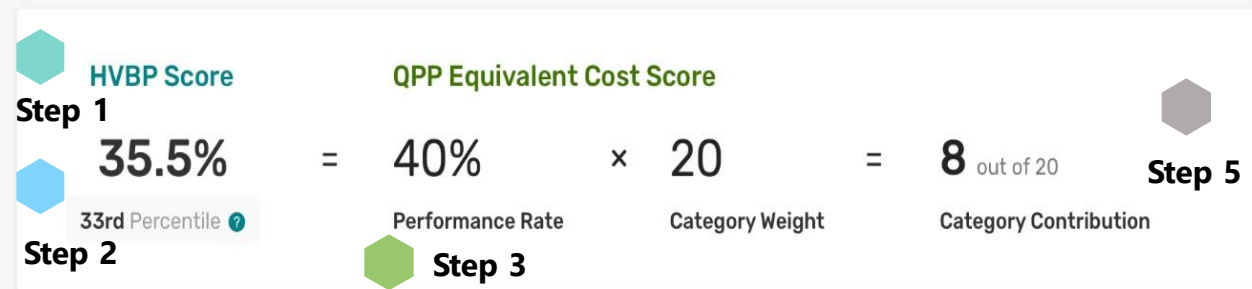 HVBP Score
QPP Equivalent Cost Score
Step 1
35.5% = 40% × 20 = 8 out of 20
Step 5
33rd Percentile ?
Performance Rate
Category Weight
Category Contribution
Step 2
Step 3